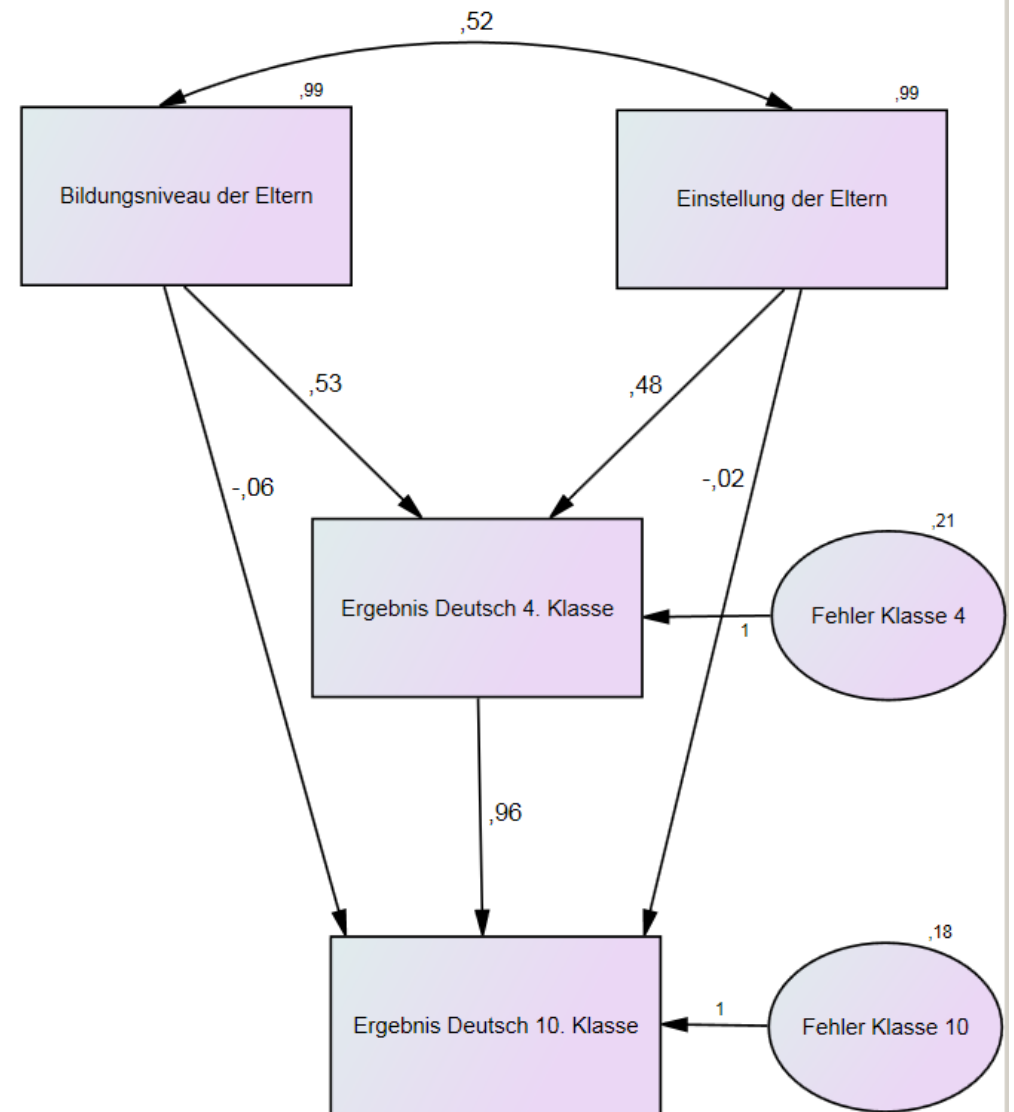 ,52
,99
,99
Bildungsniveau der Eltern
Einstellung der Eltern
,53
,48
-,06
-,02
,21
Ergebnis Deutsch 4. Klasse
1
Fehler Klasse 4
,96
,18
Ergebnis Deutsch 10. Klasse
1
Fehler Klasse 10